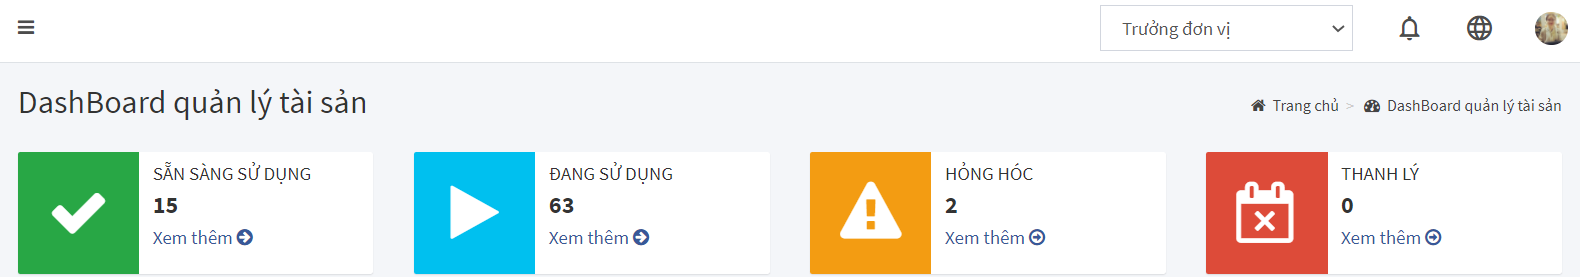 Trưởng đơn vị
DashBoard quản lý tài sản
Trang chủ > DashBoard quản lý tài sản
SẴN SÀNG SỬ DỤNG
15
Xem thêm
ĐANG SỬ DỤNG
63
Xem thêm
HỎNG HÓC
2
Xem thêm
THANH LÝ
0
Xem thêm